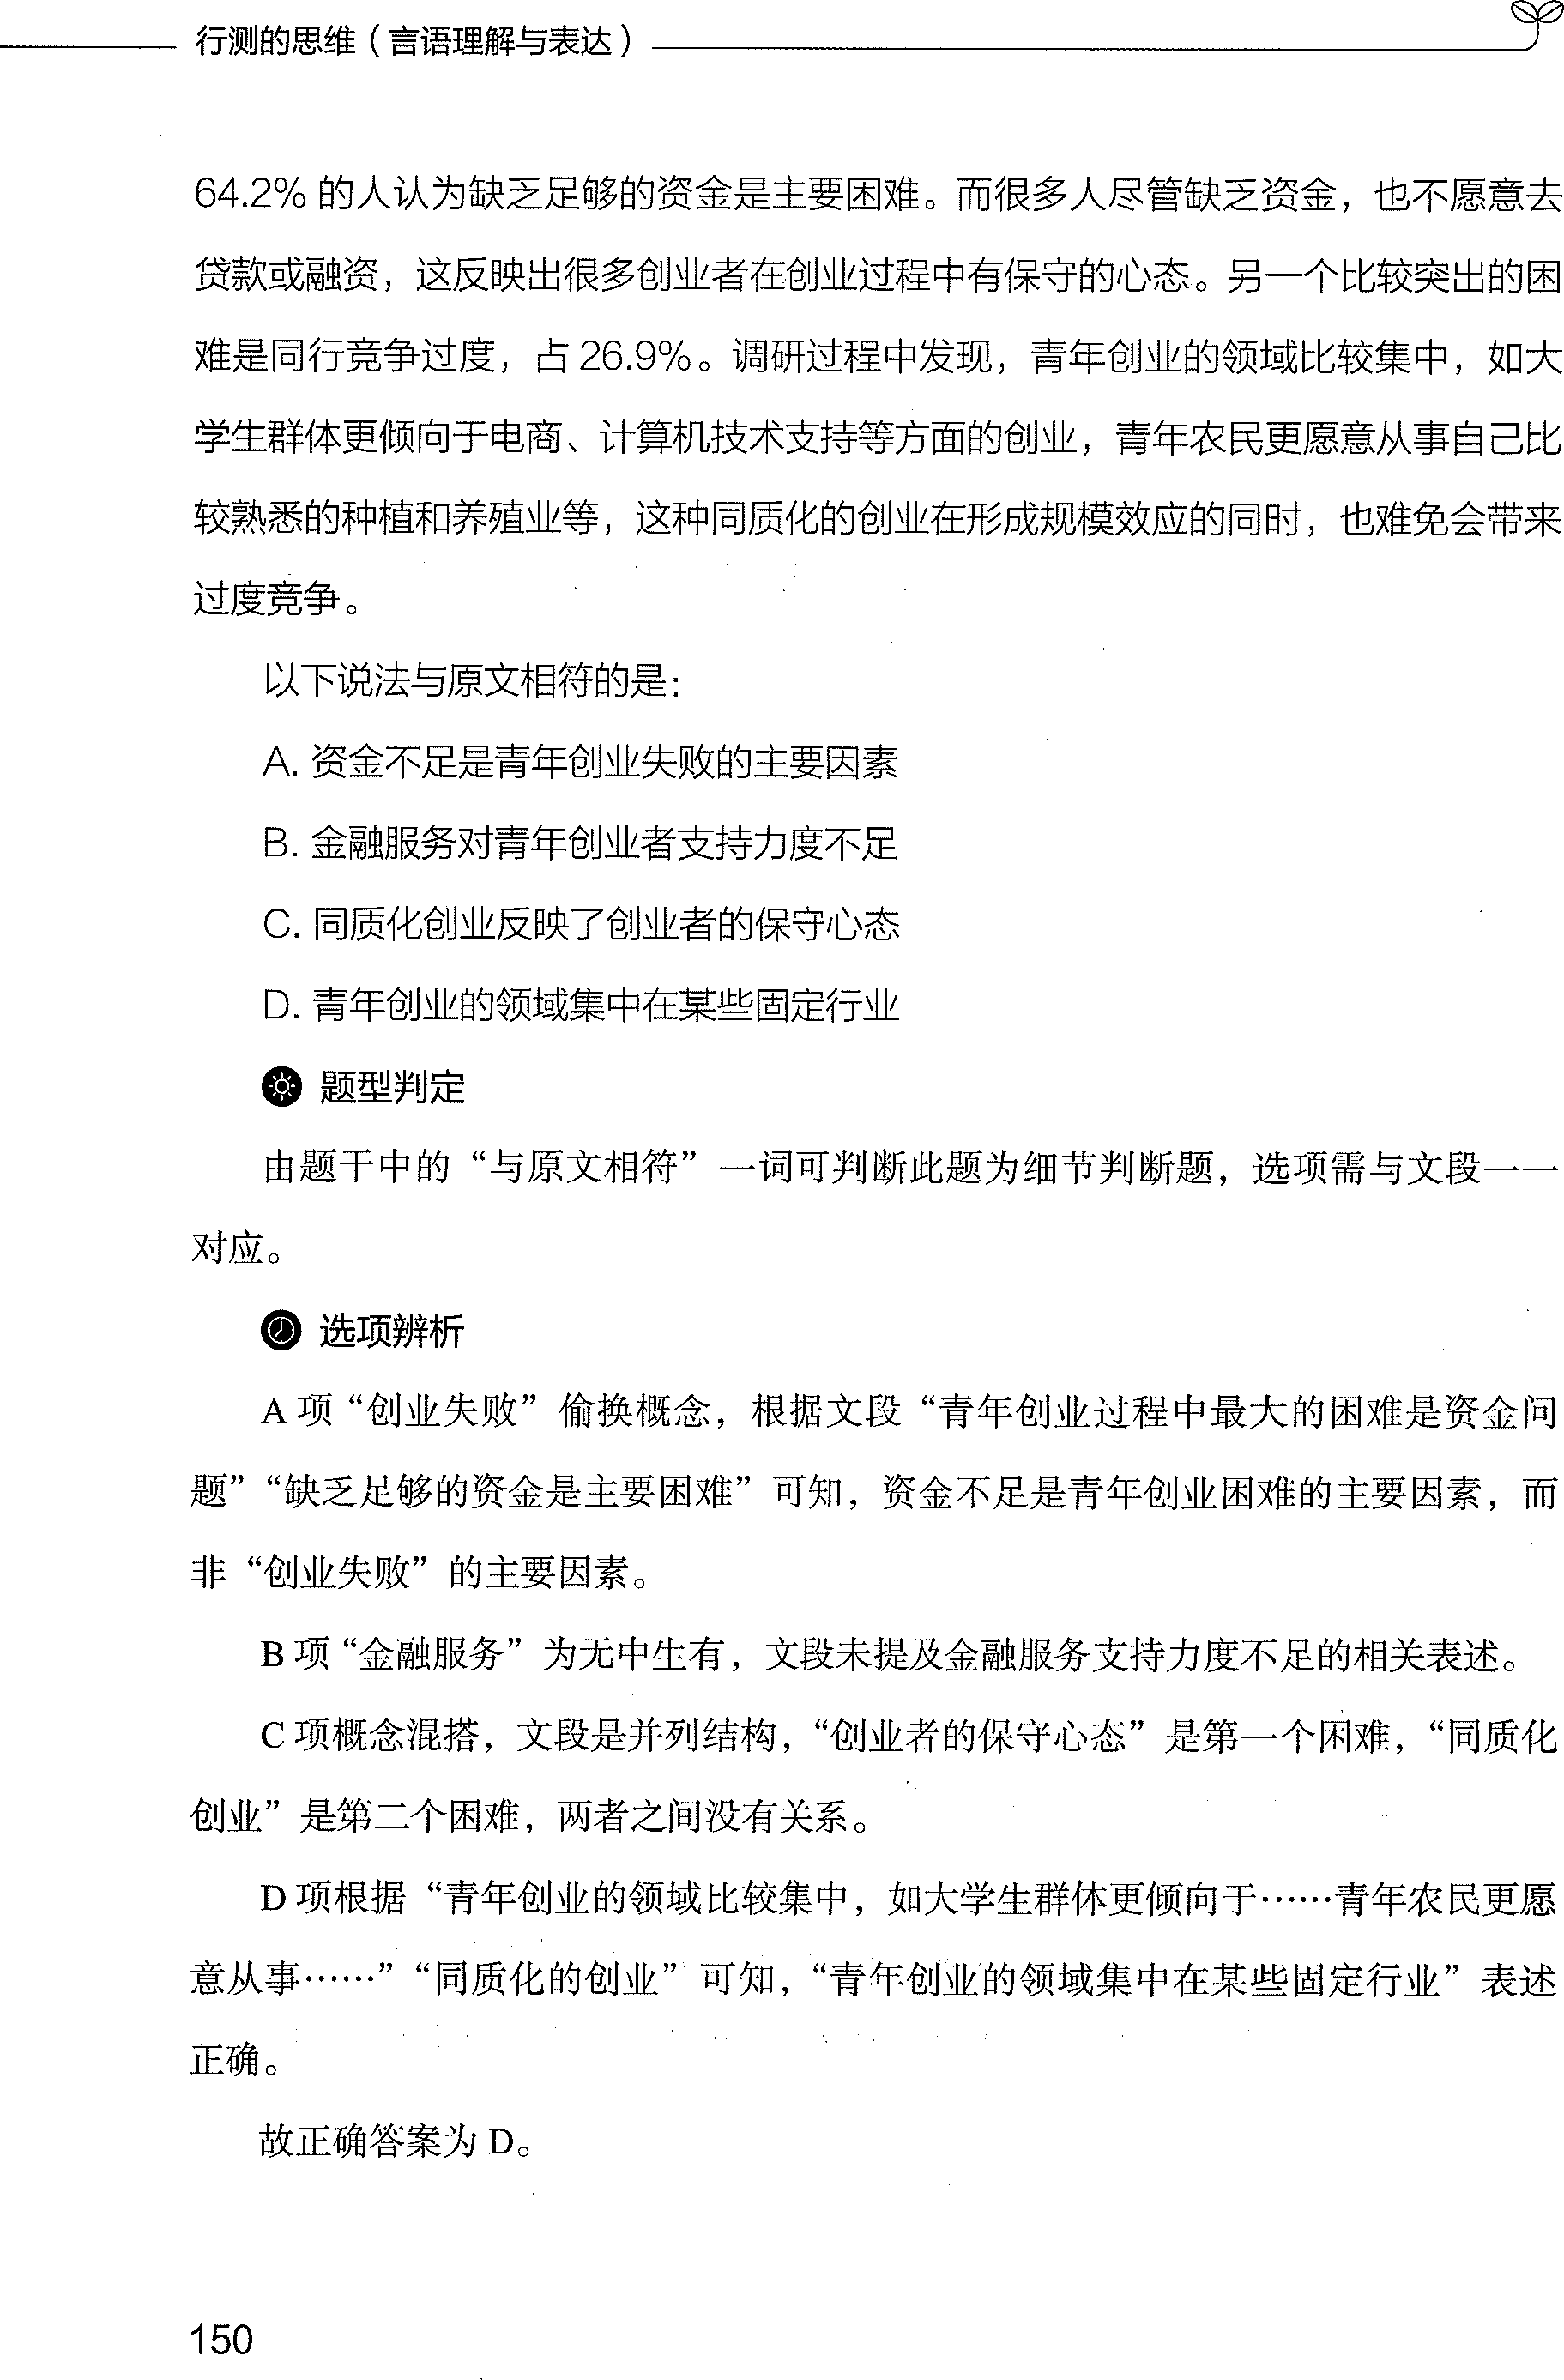 行测的思维（言语理解与表达）
64.2% 的人认为缺乏足够的资金是主要困难。而很多人尽管缺乏资金，也不愿意去
贷款或融资，这反映出很多创业者在创业过程中有保守的心态。另一个比较突出的困
难是同行竞争过度，占 26.9%。调研过程中发现，青年创业的领域比较集中，如大
学生群体更倾向于电商、计算机技术支持等方面的创业，青年农民更愿意从事自己比
较熟悉的种植和养殖业等，这种同质化的创业在形成规模效应的同时，也难免会带来
过度竞争。
以下说法与原文相符的是：
A. 资金不足是青年创业失败的主要因素
B. 金融服务对青年创业者支持力度不足
C. 同质化创业反映了创业者的保守心态
D. 青年创业的领域集中在某些固定行业
题型判定
由题干中的“与原文相符”一词可判断此题为细节判断题，选项需与文段一一
对应。
选项辨析
A 项“创业失败”偷换概念，根据文段“青年创业过程中最大的困难是资金问
题”“缺乏足够的资金是主要困难”可知，资金不足是青年创业困难的主要因素，而
非“创业失败”的主要因素。
B 项“金融服务”为无中生有，文段未提及金融服务支持力度不足的相关表述。
C 项概念混搭，文段是并列结构，“创业者的保守心态”是第一个困难，“同质化
创业”是第二个困难，两者之间没有关系。
D 项根据“青年创业的领域比较集中，如大学生群体更倾向于……青年农民更愿
意从事……”“同质化的创业”可知，“青年创业的领域集中在某些固定行业”表述
正确。
故正确答案为 D。
150